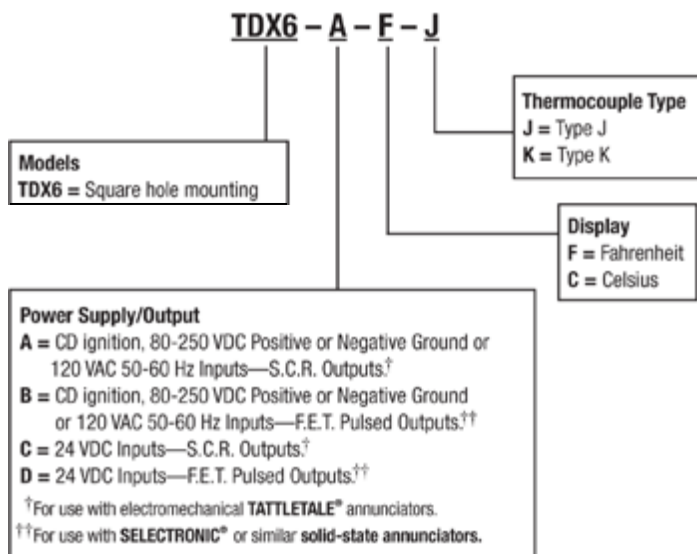 TDX6 – A – F – J
Thermocouple Type
J = Type J
K = Type K
Models
TDX6 = Square hole mounting
Display
F = Fahrenheit
C = Celsius
Power Supply/Output
A = CD ignition, 80-250 VDC Positive or Negative Ground or
120 VAC 50-60 Hz Inputs—S.C.R. Outputs.†
B = CD ignition, 80-250 VDC Positive or Negative Ground
or 120 VAC 50-60 Hz Inputs—F.E.T. Pulsed Outputs.††
C = 24 VDC Inputs—S.C.R. Outputs.†
D = 24 VDC Inputs—F.E.T. Pulsed Outputs.††
†For use with electromechanical TATTLETALE® annunciators.
††For use with SELECTRONIC® or similar solid-state annunciators.